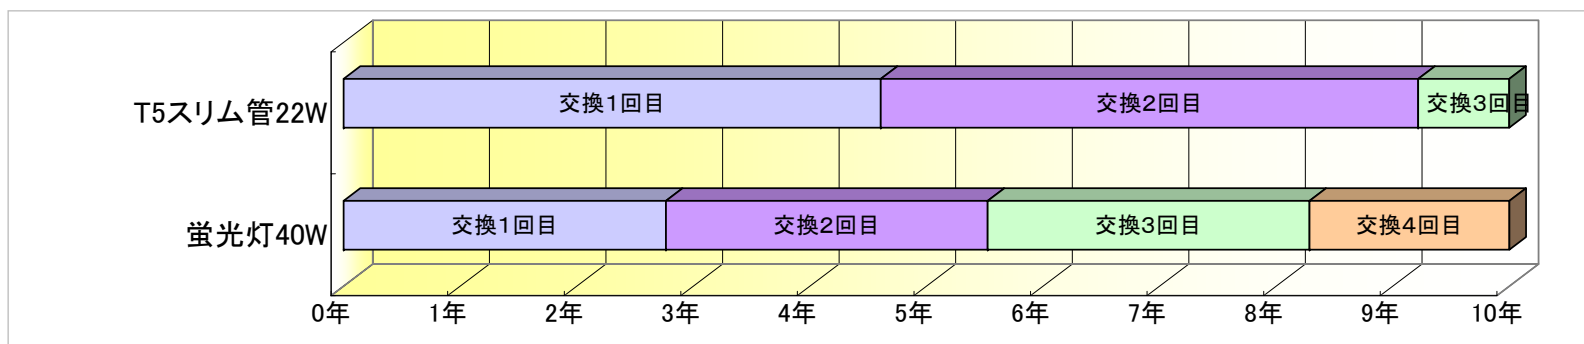 T5スリム管22W
交換1回目
交換2回目
交換3回目
蛍光灯40W
交換1回目
交換2回目
交換3回目
交換4回目
0年 1年 2年 3年 4年 5年 6年 7年 8年 9年 10年